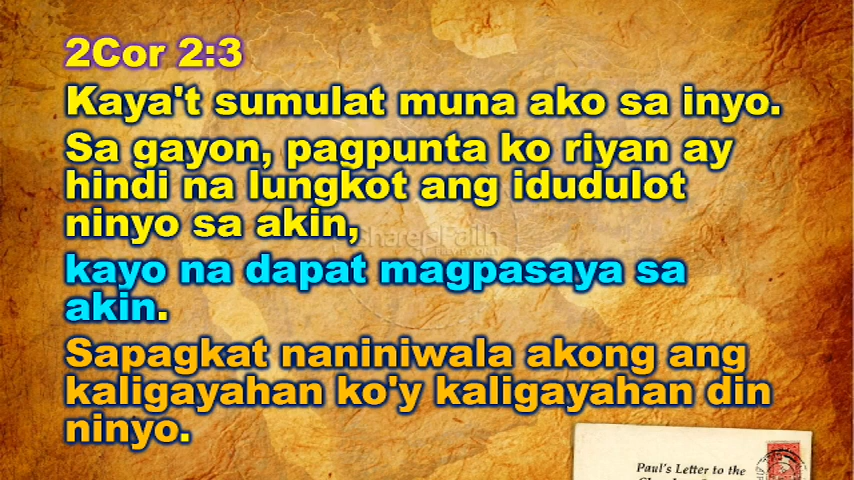 2Cor 2:3
Kaya't sumulat muna ako sa inyo.
Sa gayon, pagpunta ko riyan ay
hindi na lungkot ang idudulot
ninyo sa akin,
kayo na dapat magpasaya sa
akin.
Sapagkat naniniwala akong ang
kaligayahan ko'y kaligayahan din
ninyo.
Paul's Letter to the